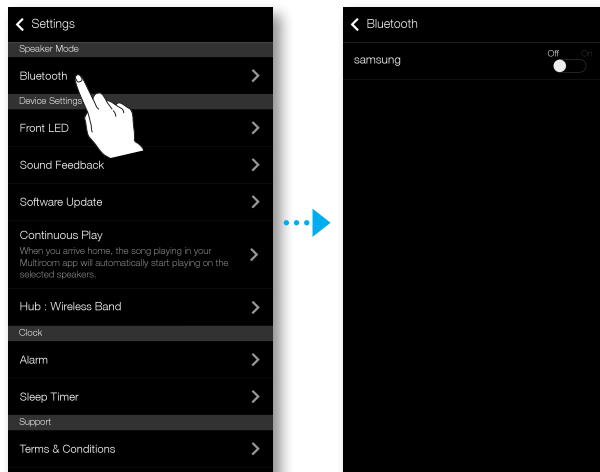 Settings
Speaker Mode
Bluetooth
Device Settings
Front LED
Sound Feedback
Software Update
Continuous Play
When you arrive home, the song playing in your
Multiroom app will automatically start playing on the
selected speakers.
Hub : Wireless Band
Clock
Alarm
Sleep Timer
Support
Terms & Conditions
Bluetooth
samsung
Off On